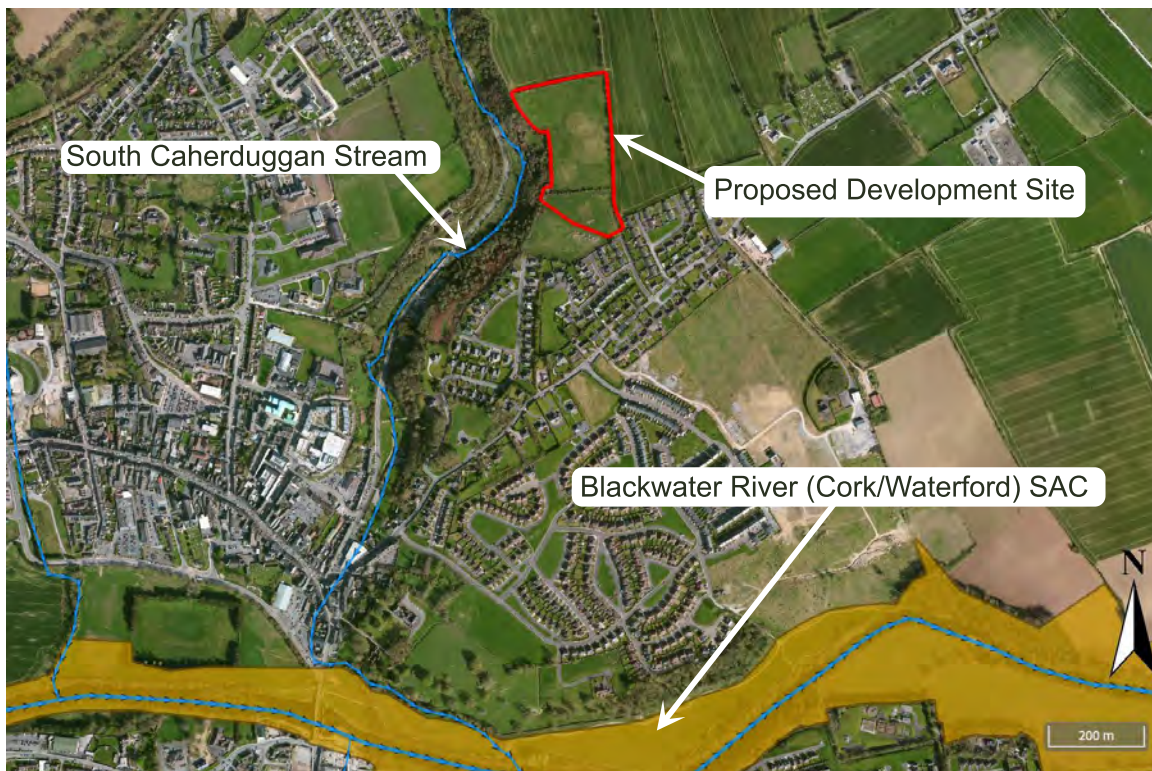 South Caherduggan Stream
Proposed Development Site
Blackwater River (Cork/Waterford) SAC
N
200 m